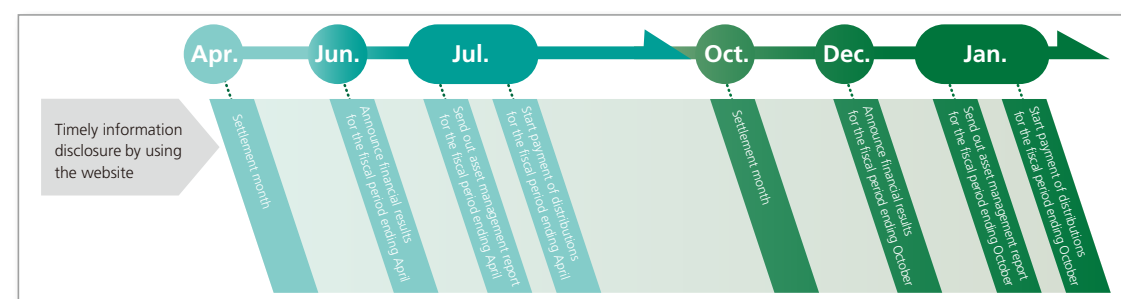 Apr.
Jun.
Jul.
Oct.
Dec.
Jan.
Timely information
disclosure by using
the website
Settlement month
Announce financial results
for the fiscal period ending April
Send out asset management report
for the fiscal period ending April
Start payment of distributions
for the fiscal period ending April
Settlement month
Announce financial results
for the fiscal period ending October
Send out asset management report
for the fiscal period ending October
Start payment of distributions
for the fiscal period ending October